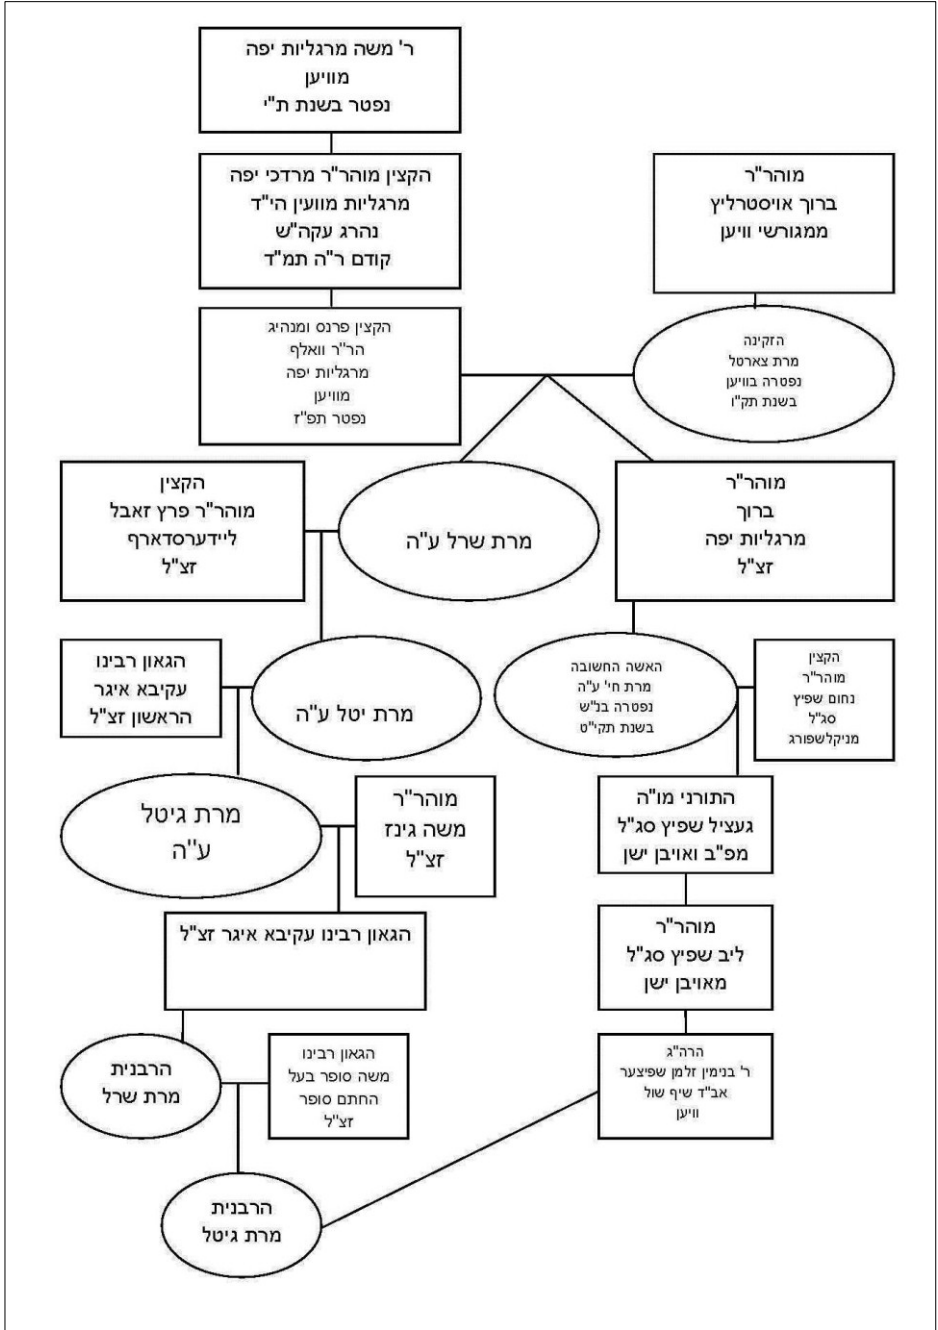 ר' משה מרגליות יפה
מוויען
נפטר בשנת ת"י
הקצין מוהר"ר מרדכי יפה
מרגליות מוועין הי"ד
נהרג עקה"ש
קודם ר"ה תמ"ד
מוהר"ר
ברוך אויסטרליץ
ממגורשי וויען
הקצין פרנס ומנהיג
הר"ר וואלף
מרגליות יפה
מוויען
נפטר תפ"ז
הזקינה
מרת צארטל
נפטרה בוויען
בשנת תק"ו
מוהר"ר
ברוך
מרגליות יפה
זצ"ל
מרת שרל ע"ה
הקצין
מוהר"ר פרץ זאבל
ליידערסדארף
זצ"ל
הקצין
מוהר"ר
נחום שפיץ
סג"ל
מניקלשפורג
האשה החשובה
מרת חי' ע"ה
נפטרה בנ"ש
בשנת תקי"ט
מרת יטל ע"ה
הגאון רבינו
עקיבא איגר
הראשון זצ"ל
התורני מו"ה
געציל שפיץ סג"ל
מפ"ב ואויבן ישן
מוהר"ר
משה גינז
זצ"ל
מרת גיטל
ע"ה
מוהר"ר
ליב שפיץ סג"ל
מאויבן ישן
הגאון רבינו עקיבא איגר זצ"ל
הרה"ג
ר' בנימין זלמן שפיצער
אב"ד שיף שול
וויען
הגאון רבינו
משה סופר בעל
החתם סופר
זצ"ל
הרבנית
מרת שרל
הרבנית
מרת גיטל